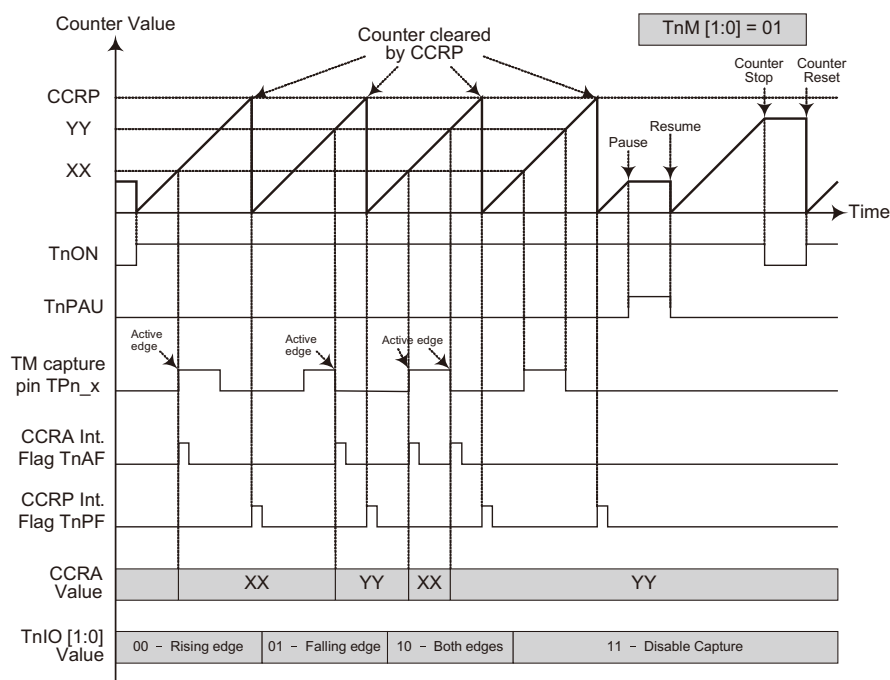 Counter Value
TnM [1:0] = 01
Counter cleared
by CCRP
Counter
Stop
Counter
Reset
CCRP
YY
Pause
Resume
XX
Time
TnON
TnPAU
Active
edge
Active
edge
Active edge
TM capture
pin TPn_x
CCRA Int.
Flag TnAF
CCRP Int.
Flag TnPF
CCRA
Value
XX
YY
XX
YY
TnIO [1:0]
Value
00 – Rising edge
01 – Falling edge
10 – Both edges
11 – Disable Capture